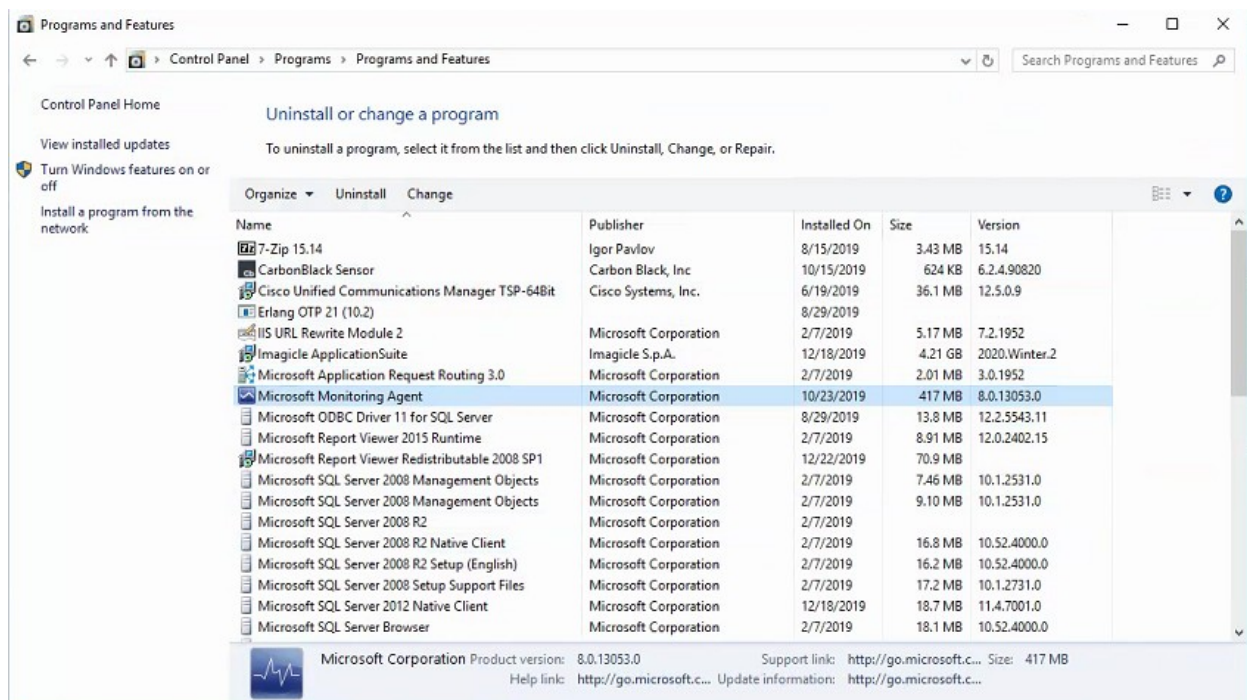 Programs and Features
Control Panel > Programs > Programs and Features
Search Programs and Features
Control Panel Home
View installed updates
Turn Windows features on or
off
Install a program from the
network
Uninstall or change a program
To uninstall a program, select it from the list and then click Uninstall, Change, or Repair.
Organize Uninstall Change
Name Publisher Installed On Size Version
7-Zip 15.14 Igor Pavlov 8/15/2019 3.43 MB 15.14
CarbonBlack Sensor Carbon Black, Inc 10/15/2019 624 KB 6.2.4.90820
Cisco Unified Communications Manager TSP-64Bit Cisco Systems, Inc. 6/19/2019 36.1 MB 12.5.0.9
Erlang OTP 21 (10.2) 8/29/2019
IIS URL Rewrite Module 2 Microsoft Corporation 2/7/2019 5.17 MB 7.2.1952
Imagicle ApplicationSuite Imagicle S.p.A. 12/18/2019 4.21 GB 2020.Winter.2
Microsoft Application Request Routing 3.0 Microsoft Corporation 2/7/2019 2.01 MB 3.0.1952
Microsoft Monitoring Agent Microsoft Corporation 10/23/2019 417 MB 8.0.13053.0
Microsoft ODBC Driver 11 for SQL Server Microsoft Corporation 8/29/2019 13.8 MB 12.2.5543.11
Microsoft Report Viewer 2015 Runtime Microsoft Corporation 2/7/2019 8.91 MB 12.0.2402.15
Microsoft Report Viewer Redistributable 2008 SP1 Microsoft Corporation 12/22/2019 70.9 MB
Microsoft SQL Server 2008 Management Objects Microsoft Corporation 2/7/2019 7.46 MB 10.1.2531.0
Microsoft SQL Server 2008 Management Objects Microsoft Corporation 2/7/2019 9.10 MB 10.1.2531.0
Microsoft SQL Server 2008 R2 Microsoft Corporation 2/7/2019
Microsoft SQL Server 2008 R2 Native Client Microsoft Corporation 2/7/2019 16.8 MB 10.52.4000.0
Microsoft SQL Server 2008 R2 Setup (English) Microsoft Corporation 2/7/2019 16.2 MB 10.52.4000.0
Microsoft SQL Server 2008 Setup Support Files Microsoft Corporation 2/7/2019 17.2 MB 10.1.2731.0
Microsoft SQL Server 2012 Native Client Microsoft Corporation 12/18/2019 18.7 MB 11.4.7001.0
Microsoft SQL Server Browser Microsoft Corporation 2/7/2019 18.1 MB 10.52.4000.0
Microsoft Corporation Product version: 8.0.13053.0 Support link: http://go.microsoft.c... Size: 417 MB
Help link: http://go.microsoft.c... Update information: http://go.microsoft.c...